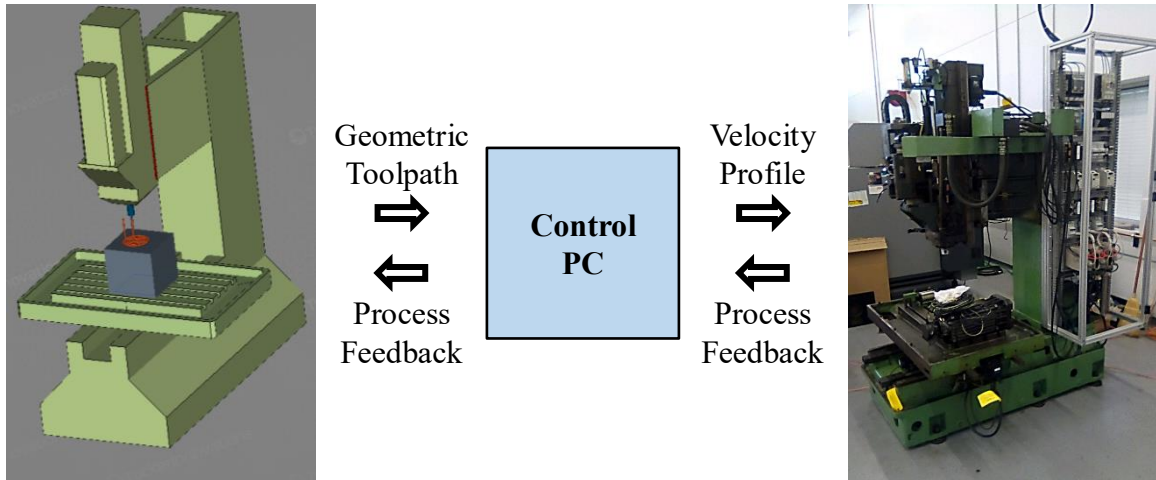 Geometric
Toolpath
Process
Feedback
Control
PC
Velocity
Profile
Process
Feedback